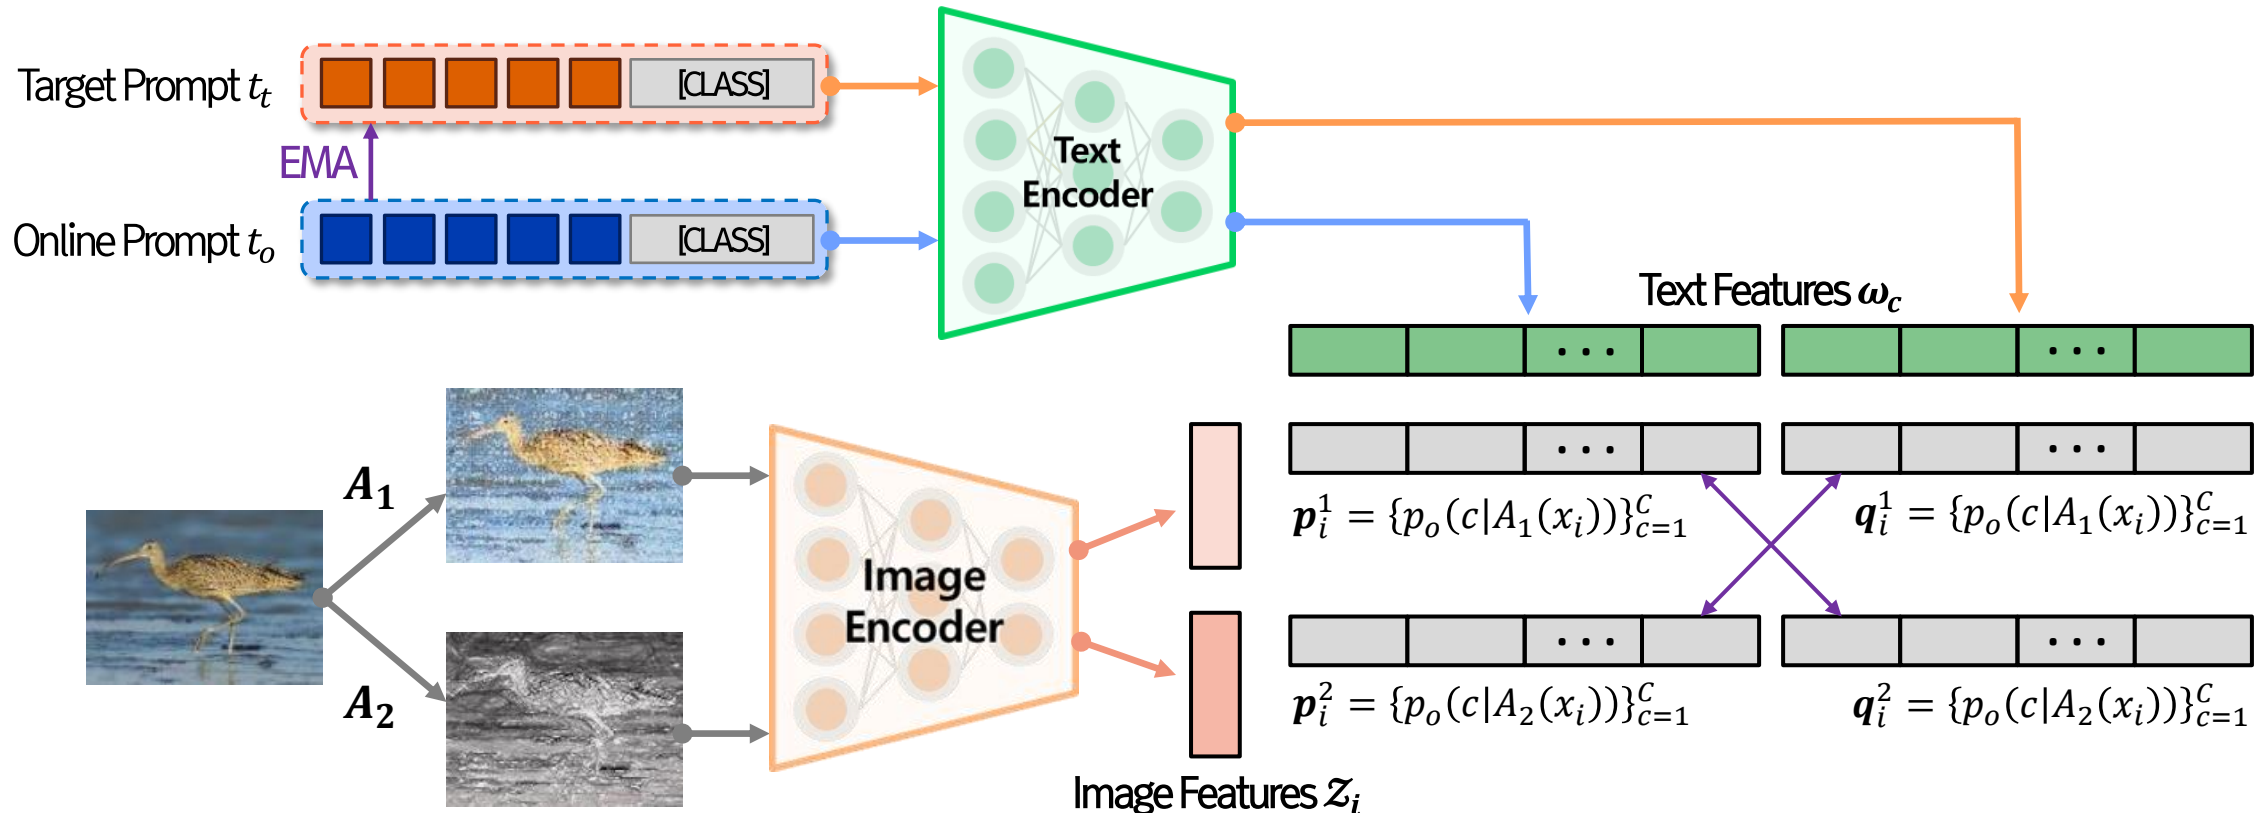 Target Prompt t_t
[CLASS]
EMA
Online Prompt t_o
[CLASS]
Text
Encoder
Text Features ω_c
. . .
. . .
A_1
A_2
Image
Encoder
. . .
. . .
p_i^1 = {p_o(c|A_1(x_i))}_{c=1}^C
q_i^1 = {p_o(c|A_1(x_i))}_{c=1}^C
. . .
. . .
p_i^2 = {p_o(c|A_2(x_i))}_{c=1}^C
q_i^2 = {p_o(c|A_2(x_i))}_{c=1}^C
Image Features z_i